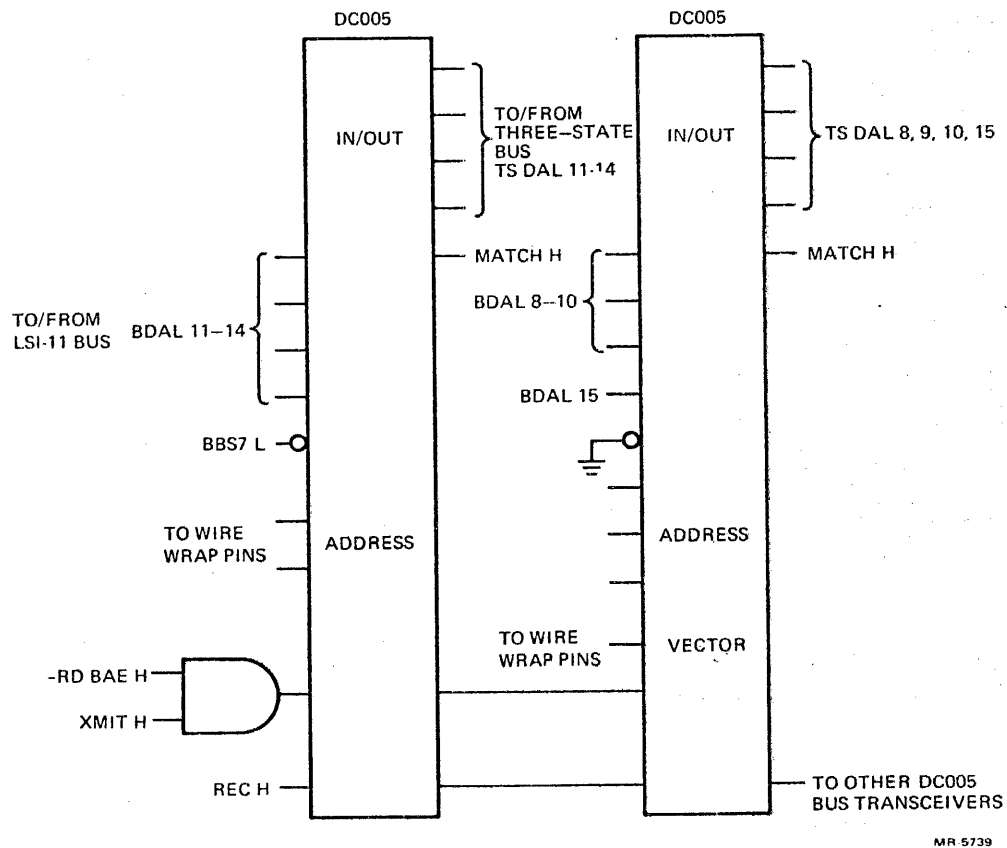 DC005
DC005
IN/OUT
TO/FROM
THREE-STATE
BUS
TS DAL 11-14
IN/OUT
TS DAL 8, 9, 10, 15
MATCH H
MATCH H
TO/FROM
LSI-11 BUS
BDAL 11-14
BDAL 8--10
BDAL 15
BBS7 L
TO WIRE
WRAP PINS
ADDRESS
ADDRESS
TO WIRE
WRAP PINS
VECTOR
-RD BAE H
XMIT H
REC H
TO OTHER DC005
BUS TRANSCEIVERS
MR 5739